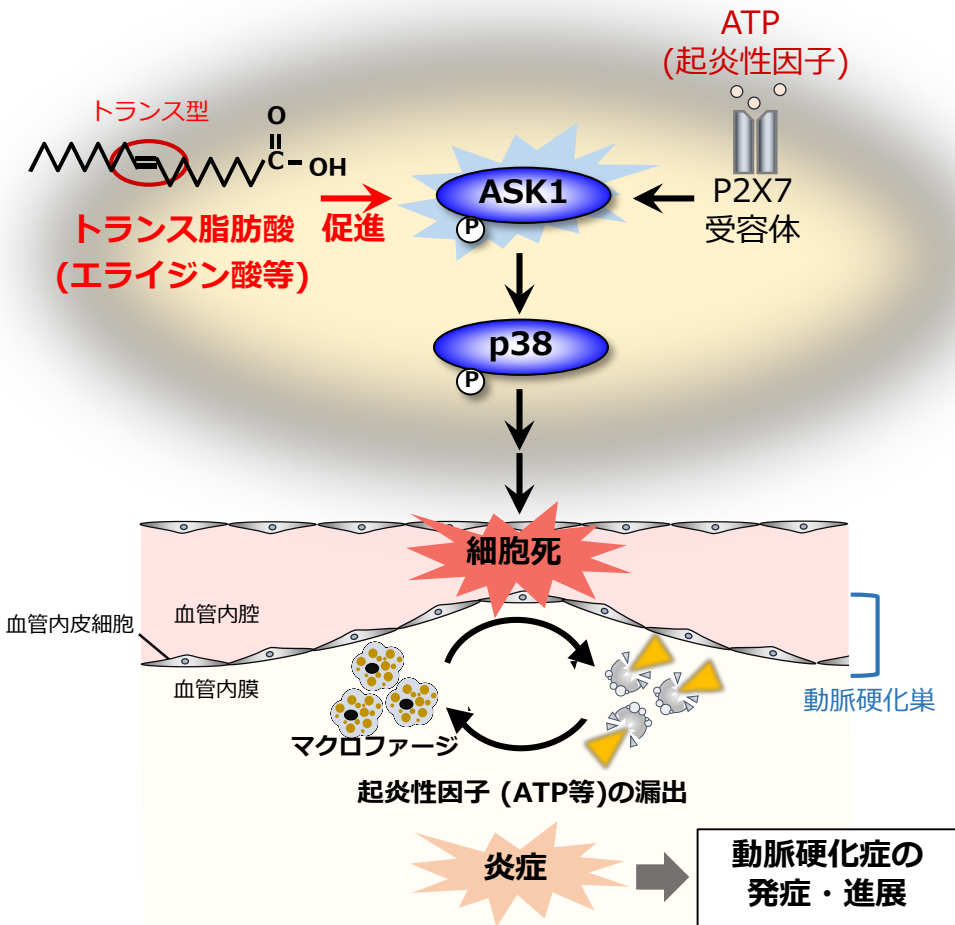 ATP
(起炎性因子)
トランス型
O
C
OH
ASK1
P
P2X7
受容体
トランス脂肪酸 促進
(エライジン酸等)
p38
P
細胞死
血管内腔
血管内皮細胞
血管内膜
動脈硬化巣
マクロファージ
起炎性因子 (ATP等)の漏出
炎症
動脈硬化症の
発症・進展